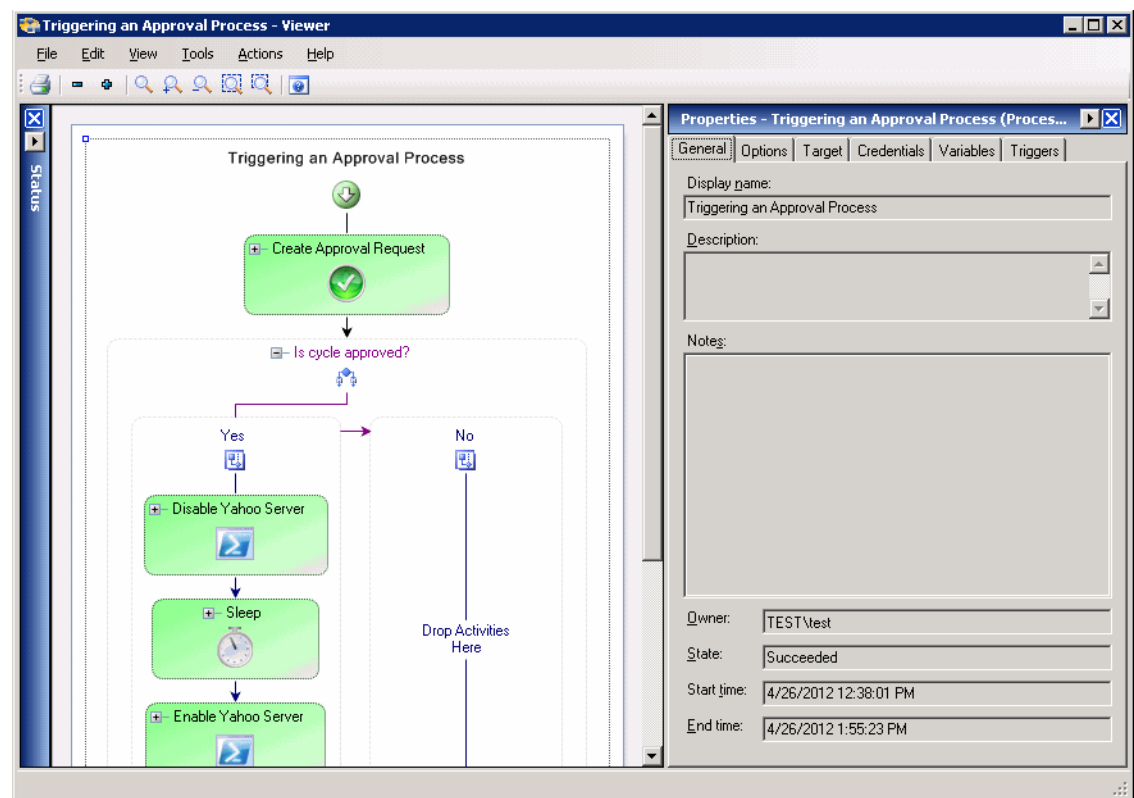 Triggering an Approval Process - Viewer
File Edit View Tools Actions Help
Status
Triggering an Approval Process
Create Approval Request
Is cycle approved?
Yes
No
Disable Yahoo Server
Sleep
Drop Activities
Here
Enable Yahoo Server
Properties - Triggering an Approval Process (Proces...
General Options Target Credentials Variables Triggers
Display name:
Triggering an Approval Process
Description:
Notes:
Owner: TEST\test
State: Succeeded
Start time: 4/26/2012 12:38:01 PM
End time: 4/26/2012 1:55:23 PM